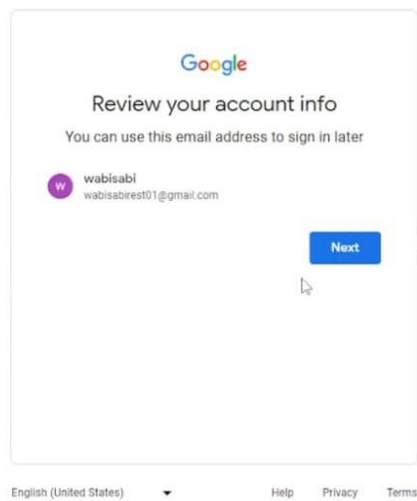 Google
Review your account info
You can use this email address to sign in later
W
wabisabi
wabisabirest01@gmail.com
Next
English (United States) Help Privacy Terms